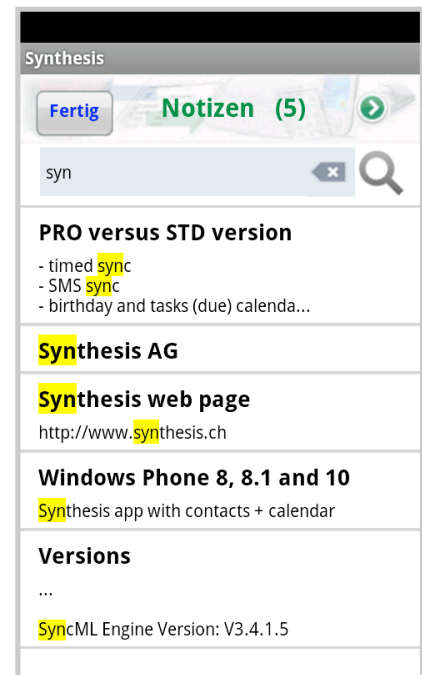 Synthesis
Fertig
Notizen (5)
syn
PRO versus STD version
- timed sync
- SMS sync
- birthday and tasks (due) calenda...
Synthesis AG
Synthesis web page
http://www.synthesis.ch
Windows Phone 8, 8.1 and 10
Synthesis app with contacts + calendar
Versions
...
SyncML Engine Version: V3.4.1.5